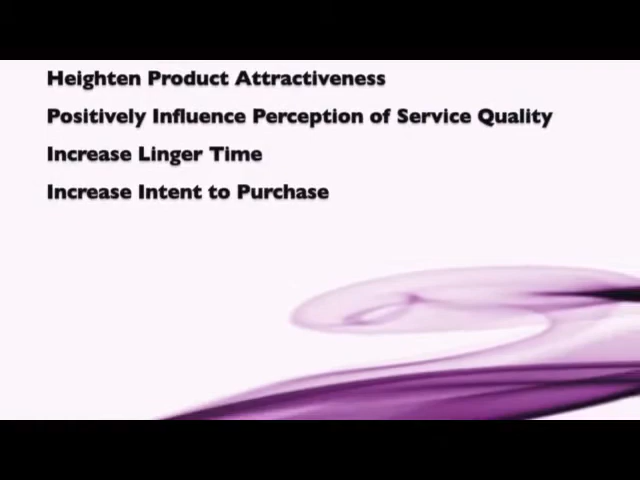 Heighten Product Attractiveness
Positively Influence Perception of Service Quality
Increase Linger Time
Increase Intent to Purchase